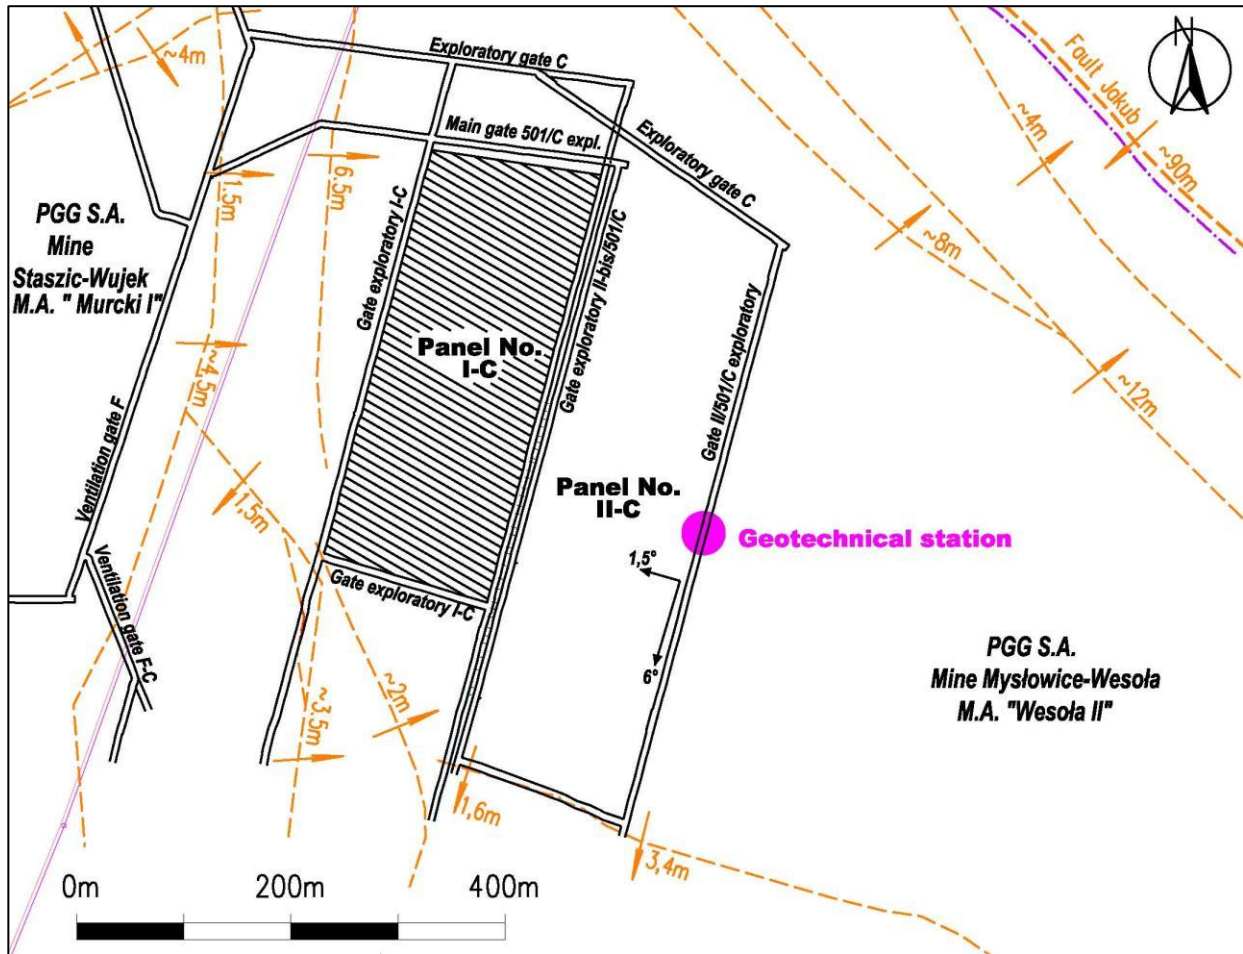 N
~4m
Exploratory gate C
Fault Jakub
~90m
~4m
Main gate 501/C expl.
Exploratory gate C
1.5m
6.5m
PGG S.A.
Mine
Staszic-Wujek
M.A. " Murcki I"
Gate exploratory I-C
Gate exploratory II-bis/501/C
~8m
Panel No.
I-C
~4,5m
Gate II/501/C exploratory
~12m
Ventilation gate F
1,5m
Panel No.
II-C
Geotechnical station
1,5°
6°
Ventilation gate F-C
Gate exploratory I-C
PGG S.A.
Mine Mysłowice-Wesoła
M.A. "Wesoła II"
~3.5m
~2m
1,6m
3,4m
0m 200m 400m